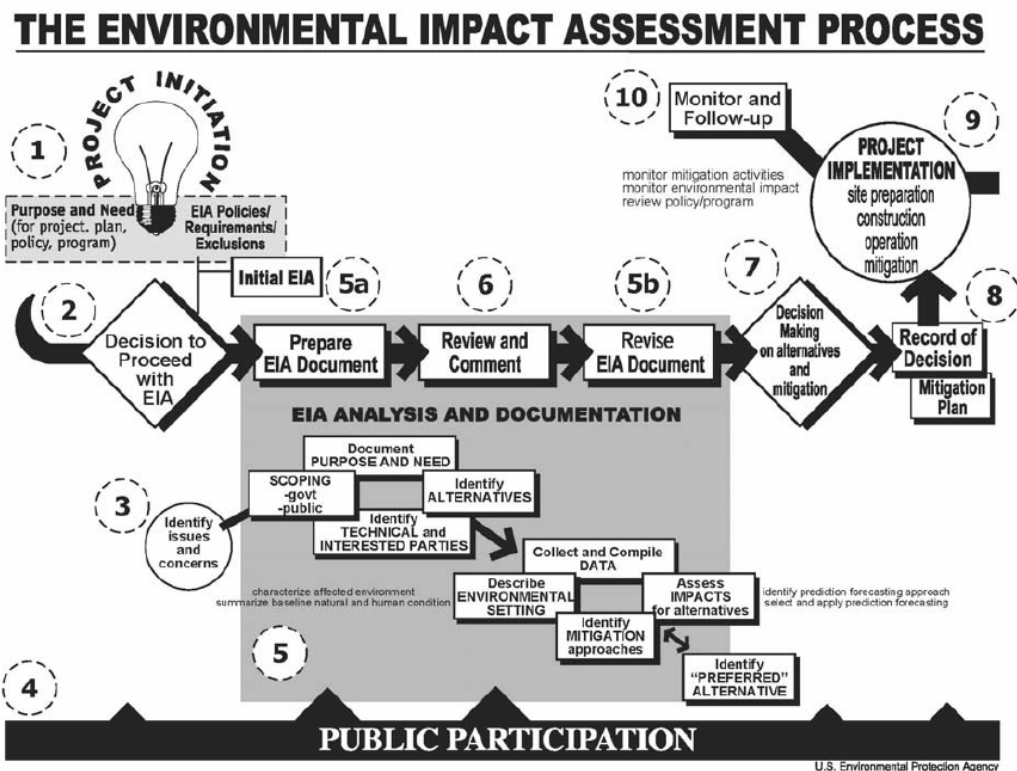 THE ENVIRONMENTAL IMPACT ASSESSMENT PROCESS
PROJECT INITIATION
1
Purpose and Need
(for project. plan,
policy, program)
EIA Policies/
Requirements/
Exclusions
Initial EIA
2
Decision to
Proceed
with
EIA
5a
Prepare
EIA Document
6
Review and
Comment
5b
Revise
EIA Document
7
Decision
Making
on alternatives
and
mitigation
8
Record of
Decision
Mitigation
Plan
9
PROJECT
IMPLEMENTATION
site preparation
construction
operation
mitigation
10
Monitor and
Follow-up
monitor mitigation activities
monitor environmental impact
review policy/program
EIA ANALYSIS AND DOCUMENTATION
3
Identify
issues
and
concerns
SCOPING
-govt
-public
Document
PURPOSE AND NEED
Identify
ALTERNATIVES
Identify
TECHNICAL and
INTERESTED PARTIES
Collect and Compile
DATA
characterize affected environment
summarize baseline natural and human condition
Describe
ENVIRONMENTAL
SETTING
Assess
IMPACTS
for alternatives
identify prediction forecasting approach
select and apply prediction forecasting
Identify
MITIGATION
approaches
Identify
“PREFERRED”
ALTERNATIVE
5
4
PUBLIC PARTICIPATION
U.S. Environmental Protection Agency